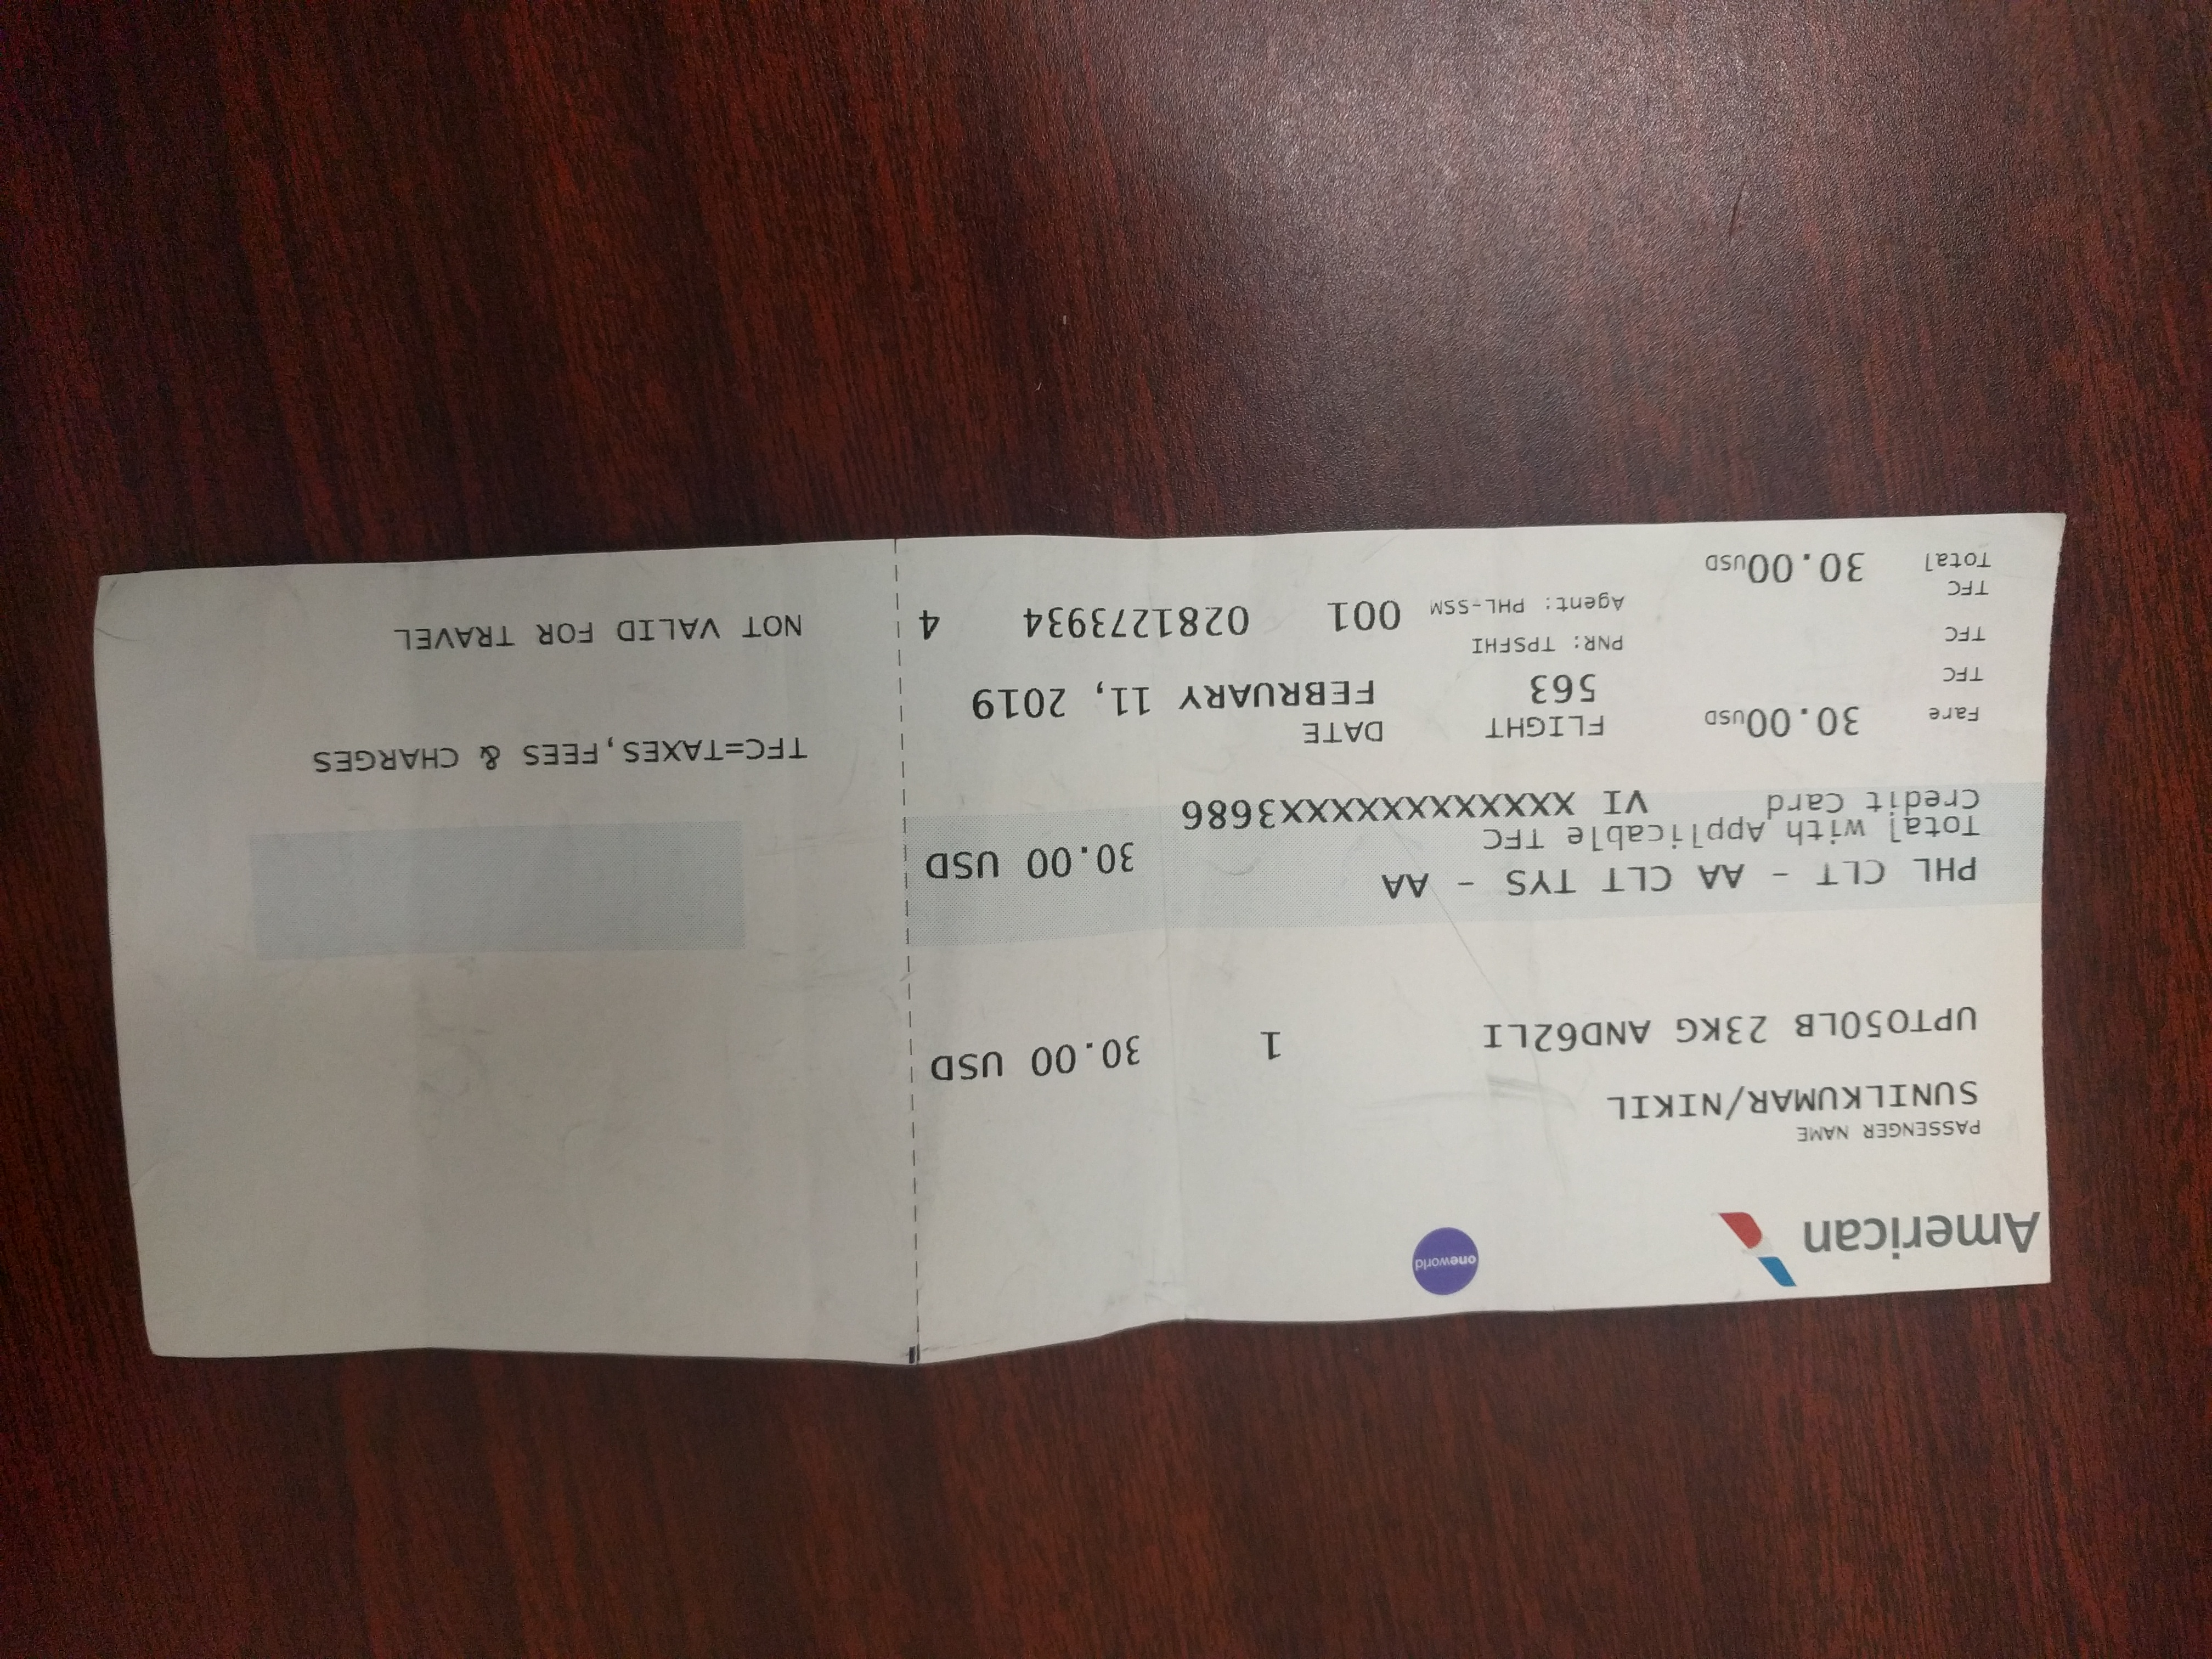 American
oneworld
PASSENGER NAME
SUNILKUMAR/NIKIL
UPTO50LB 23KG AND62LI 1 30.00 USD
PHL CLT - AA CLT TYS - AA
Total with Applicable TFC 30.00 USD
Credit Card VI XXXXXXXXXXXX3686
FLIGHT DATE
Fare 30.00USD 563 FEBRUARY 11, 2019
TFC
TFC PNR: TPSFHI
TFC Agent: PHL-SSM 001 0281273934 4
Total 30.00USD
TFC=TAXES,FEES & CHARGES
NOT VALID FOR TRAVEL